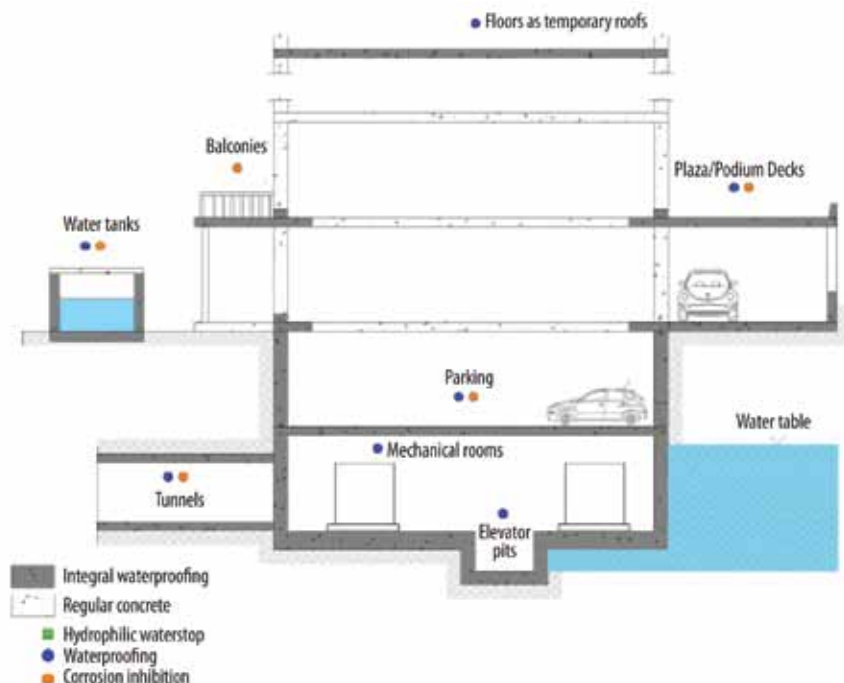 Floors as temporary roofs
Balconies
Plaza/Podium Decks
Water tanks
Parking
Water table
Mechanical rooms
Tunnels
Elevator
pits
Integral waterproofing
Regular concrete
Hydrophilic waterstop
Waterproofing
Corrosion inhibition